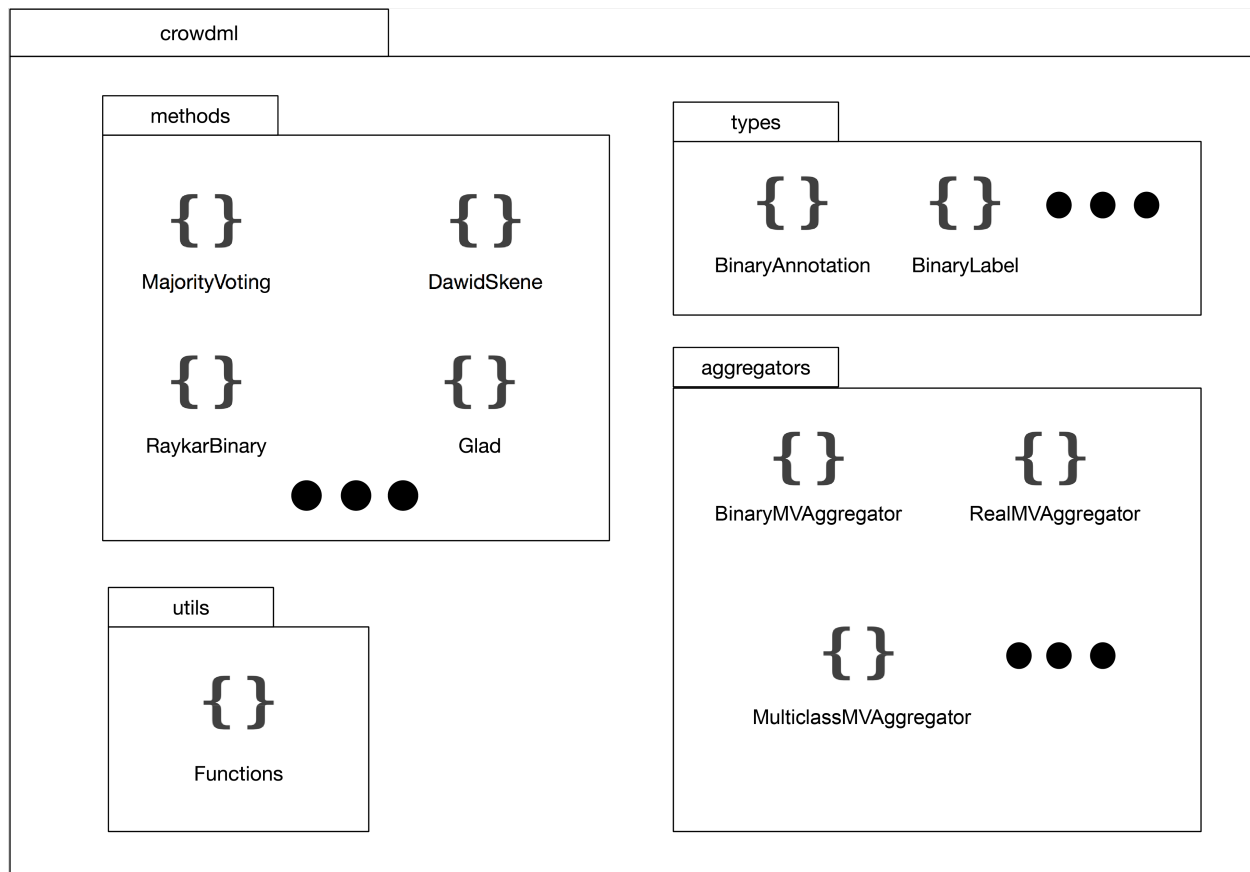 crowdml
methods
{} {}
MajorityVoting DawidSkene
{} {}
RaykarBinary Glad
utils
{}
Functions
types
{} {}
BinaryAnnotation BinaryLabel
aggregators
{} {}
BinaryMVAggregator RealMVAggregator
{}
MulticlassMVAggregator